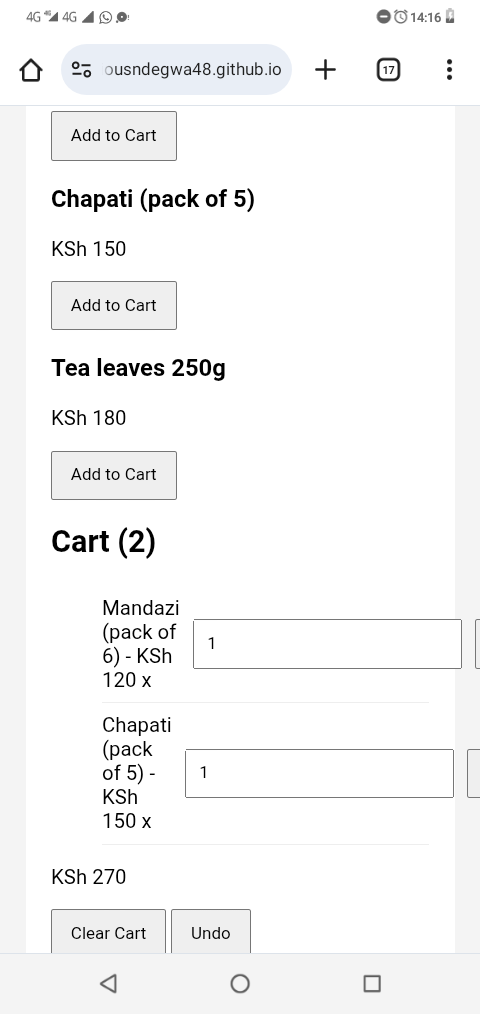 4G 4G 4G 14:16
ousndegwa48.github.io
17
Add to Cart
Chapati (pack of 5)
KSh 150
Add to Cart
Tea leaves 250g
KSh 180
Add to Cart
Cart (2)
Mandazi
(pack of
6) - KSh
120 x
1
Chapati
(pack
of 5) -
KSh
150 x
1
KSh 270
Clear Cart Undo